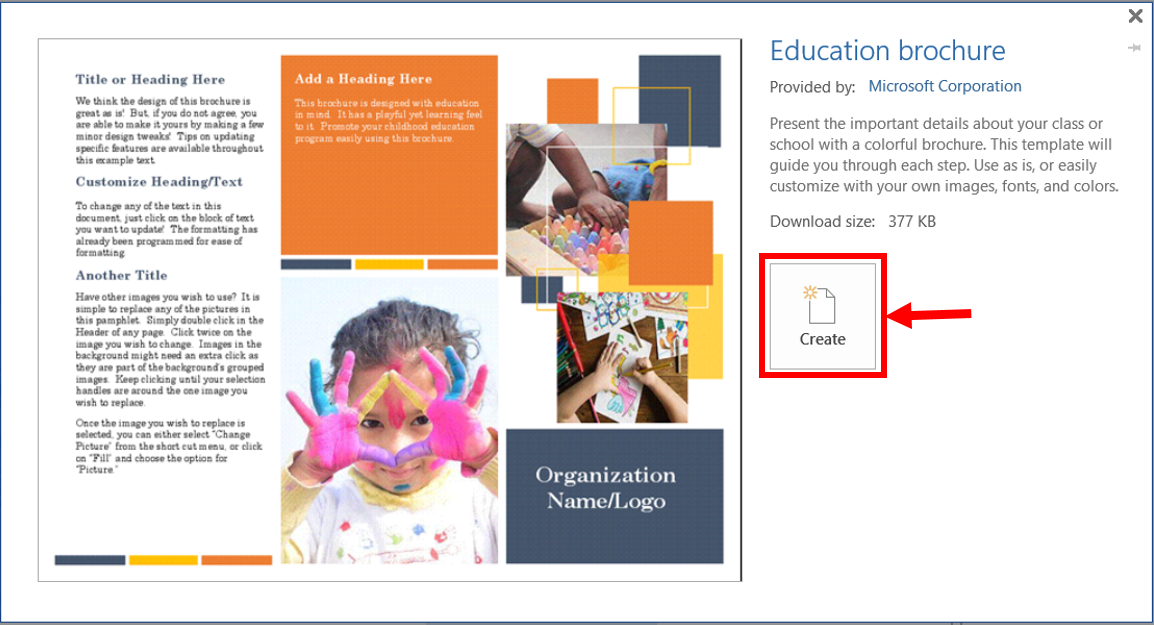 Title or Heading Here
We think the design of this brochure is
great as is!  But, if you do not agree, you
are able to make it yours by making a few
minor design tweaks!  Tips on updating
specific features are available throughout
this example text.
Customize Heading/Text
To change any of the text in this
document, just click on the block of text
you want to update!  The formatting has
already been programmed for ease of
formatting.
Another Title
Have other images you wish to use?  It is
simple to replace any of the pictures in
this pamphlet.  Simply double click in the
Header of any page.  Click twice on the
image you wish to change.  Images in the
background might need an extra click as
they are part of the background's grouped
images.  Keep clicking until your selection
handles are around the one image you
wish to replace.
Once the image you wish to replace is
selected, you can either select "Change
Picture" from the short cut menu, or click
on "Fill" and choose the option for
"Picture."
Add a Heading Here
This brochure is designed with education
in mind.  It has a playful yet learning feel
to it.  Promote your childhood education
program easily using this brochure.
Organization
Name/Logo
Education brochure
Provided by: Microsoft Corporation
Present the important details about your class or
school with a colorful brochure. This template will
guide you through each step. Use as is, or easily
customize with your own images, fonts, and colors.
Download size: 377 KB
Create